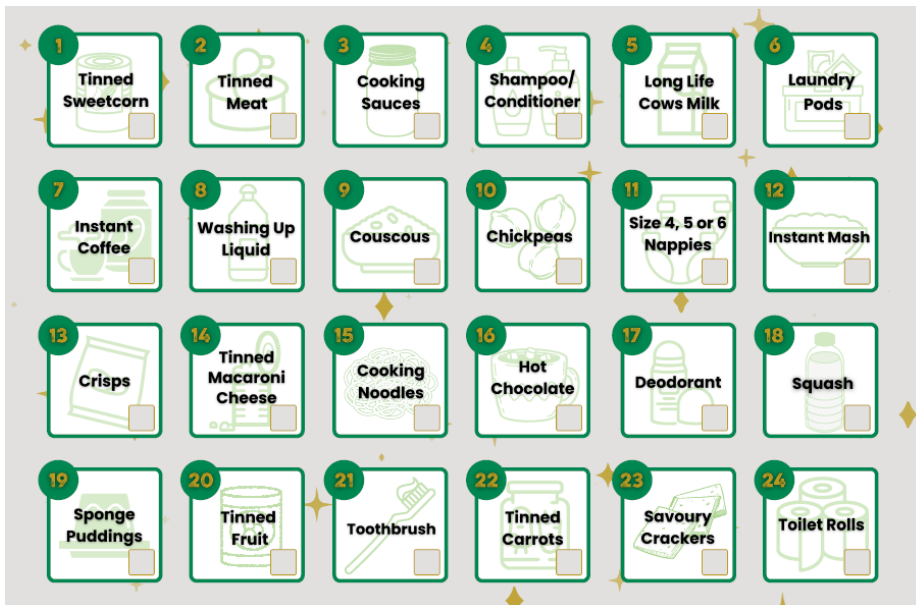 1
Tinned
Sweetcorn
2
Tinned
Meat
3
Cooking
Sauces
4
Shampoo/
Conditioner
5
Long Life
Cows Milk
6
Laundry
Pods
7
Instant
Coffee
8
Washing Up
Liquid
9
Couscous
10
Chickpeas
11
Size 4, 5 or 6
Nappies
12
Instant Mash
13
Crisps
14
Tinned
Macaroni
Cheese
15
Cooking
Noodles
16
Hot
Chocolate
17
Deodorant
18
Squash
19
Sponge
Puddings
20
Tinned
Fruit
21
Toothbrush
22
Tinned
Carrots
23
Savoury
Crackers
24
Toilet Rolls